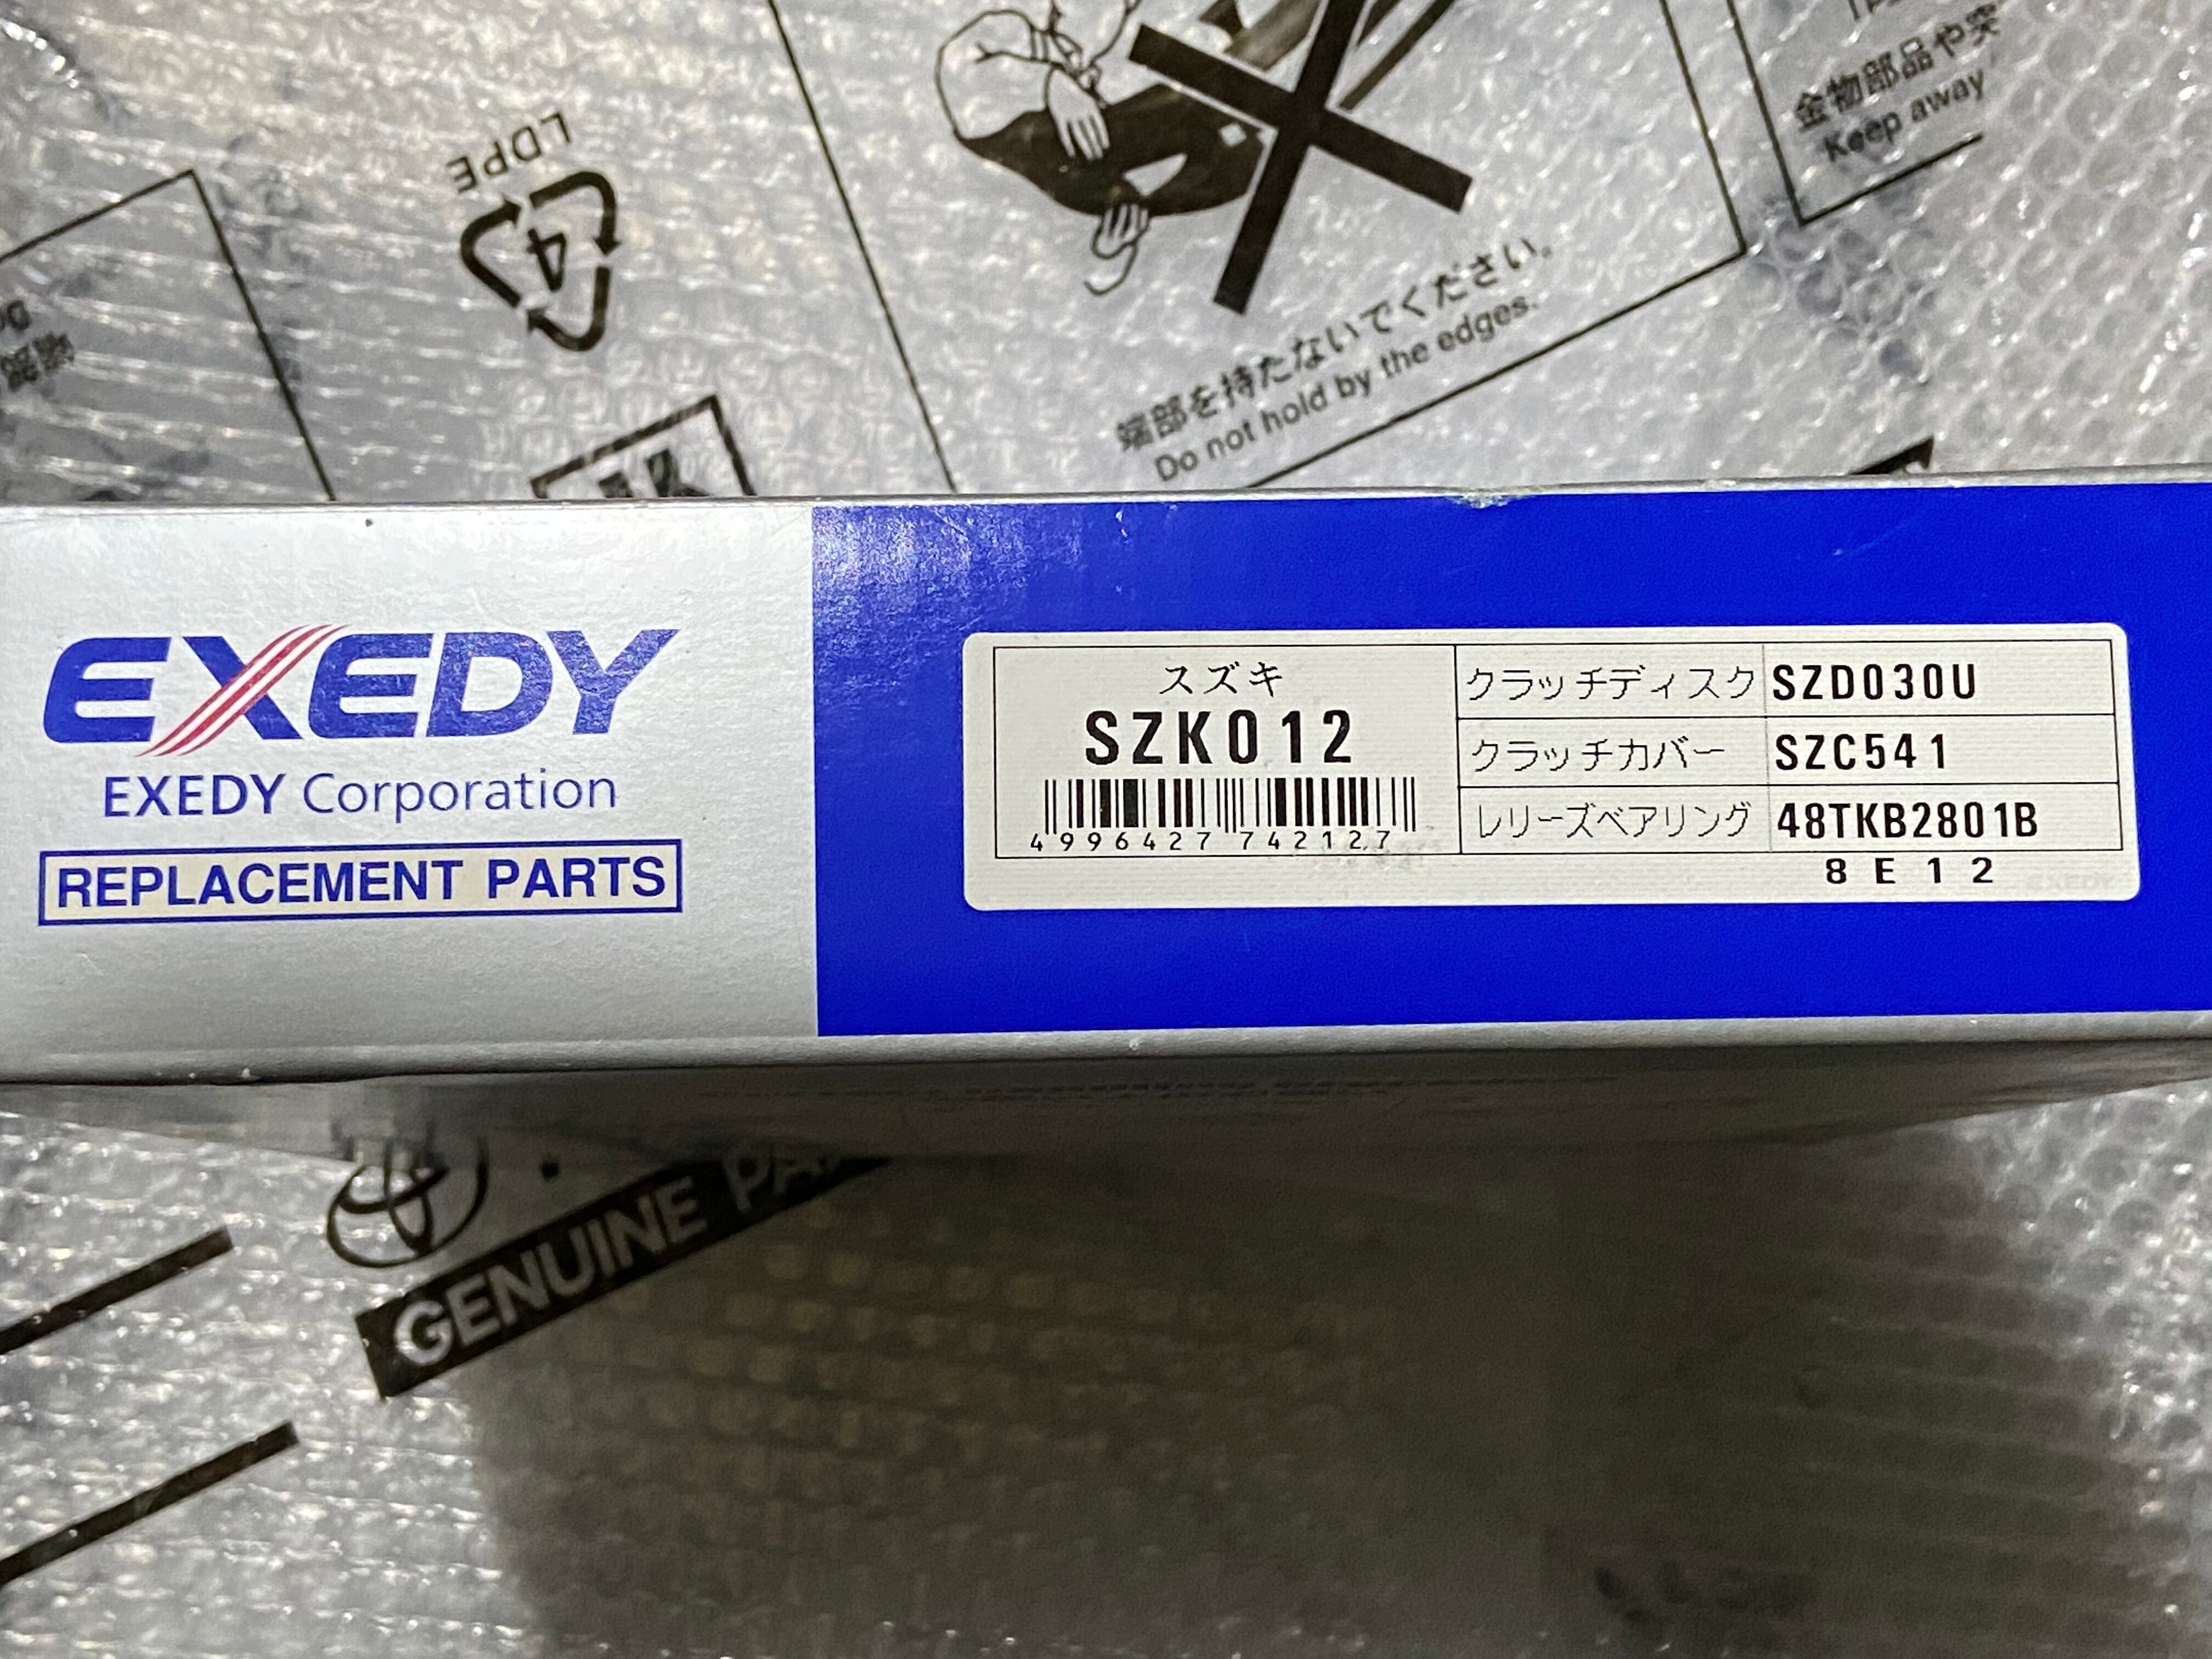 LDPE
4
金物部品や突
Keep away
端部を持たないでください。
Do not hold by the edges.
EXEDY
EXEDY Corporation
REPLACEMENT PARTS
スズキ
SZK012
4996427 742127
クラッチディスク SZD030U
クラッチカバー SZC541
レリーズベアリング 48TKB2801B
8E12
GENUINE